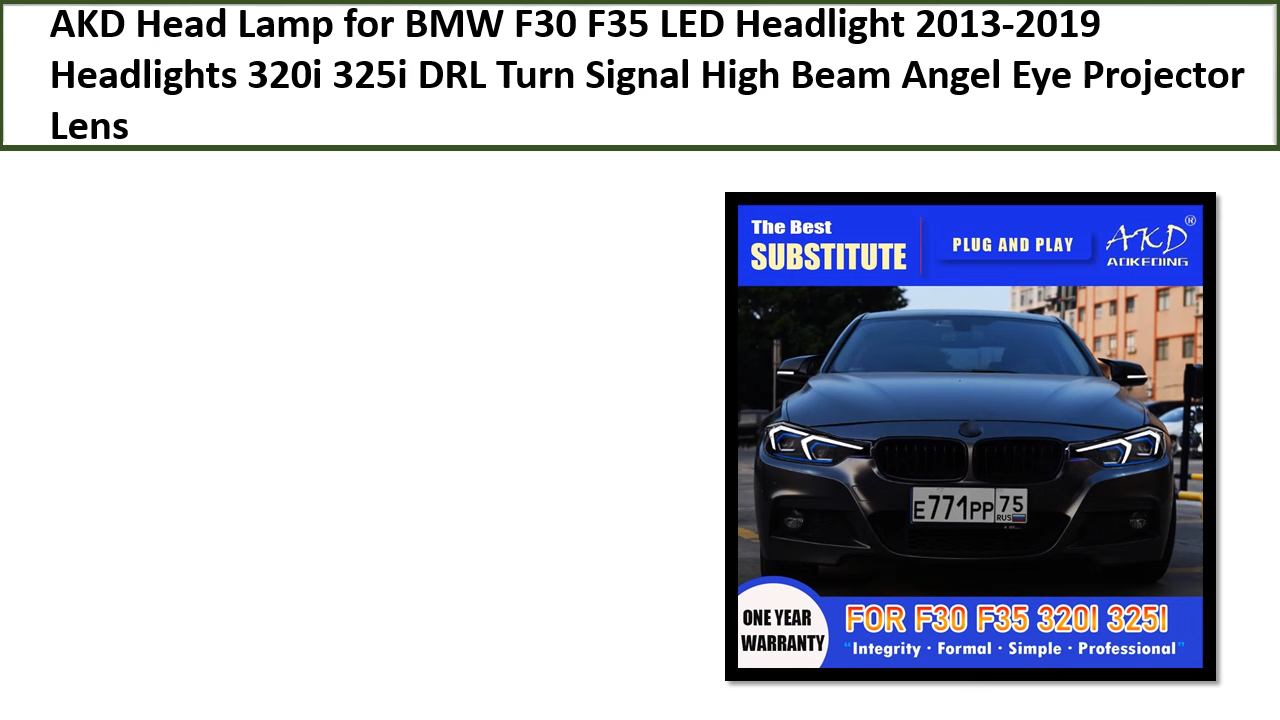 AKD Head Lamp for BMW F30 F35 LED Headlight 2013-2019
Headlights 320i 325i DRL Turn Signal High Beam Angel Eye Projector
Lens
The Best
SUBSTITUTE
PLUG AND PLAY
AKD®
AOKEDING
E771PP 75
RUS
ONE YEAR
WARRANTY
FOR F30 F35 320I 325I
“Integrity · Formal · Simple · Professional”